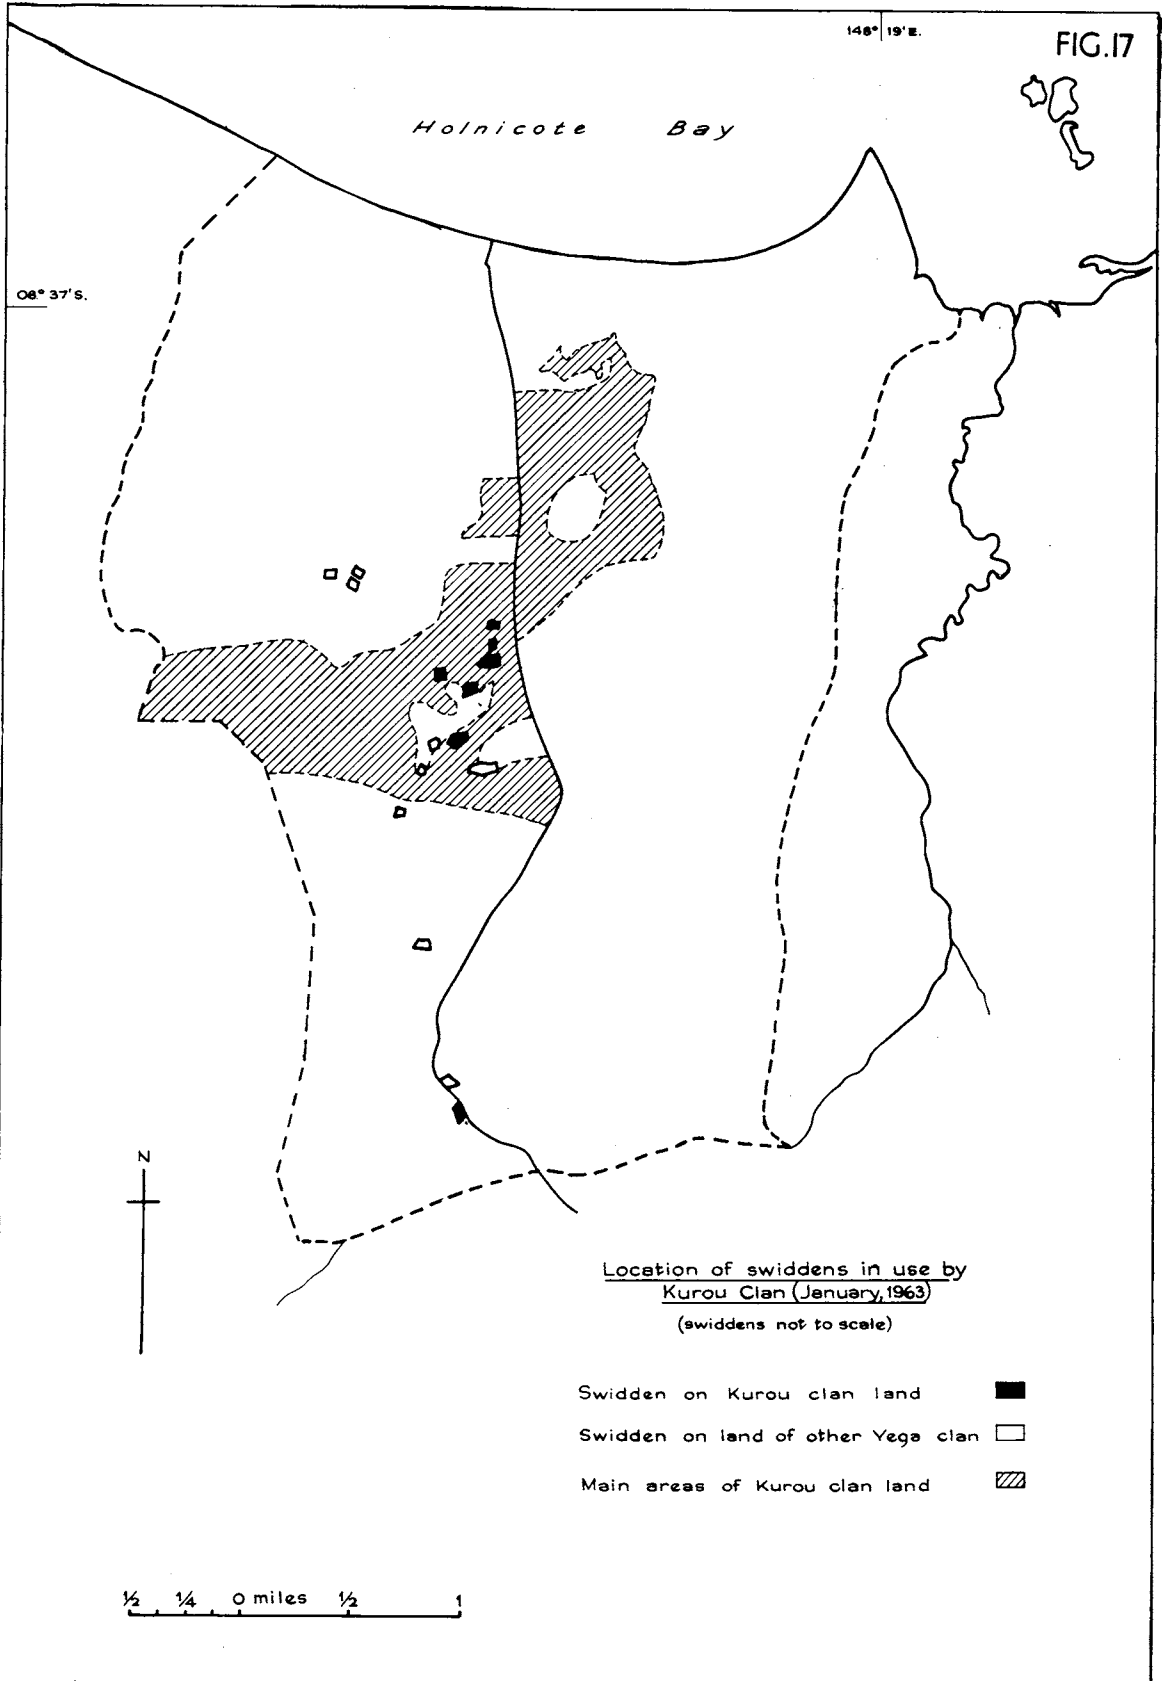 148° 19'E.
FIG.17
Holnicote Bay
08° 37'S.
N
Location of swiddens in use by
Kurou Clan (January, 1963)
(swiddens not to scale)
Swidden on Kurou clan land
Swidden on land of other Yega clan
Main areas of Kurou clan land
½ ¼ 0 miles ½ 1